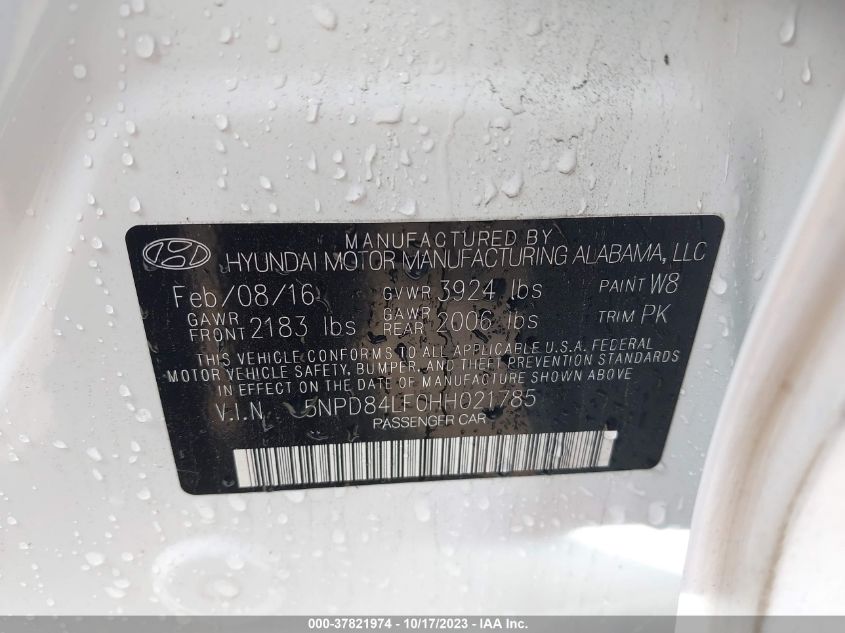 MANUFACTURED BY
HYUNDAI MOTOR MANUFACTURING ALABAMA, LLC
Feb/08/16 GVWR 3924 lbs PAINT W8
GAWR FRONT 2183 lbs GAWR REAR 2006 lbs TRIM PK
THIS VEHICLE CONFORMS TO ALL APPLICABLE U.S.A. FEDERAL
MOTOR VEHICLE SAFETY, BUMPER, AND THEFT PREVENTION STANDARDS
IN EFFECT ON THE DATE OF MANUFACTURE SHOWN ABOVE
V.I.N. 5NPD84LF0HH021785
PASSENGER CAR
000-37821974 - 10/17/2023 - IAA Inc.